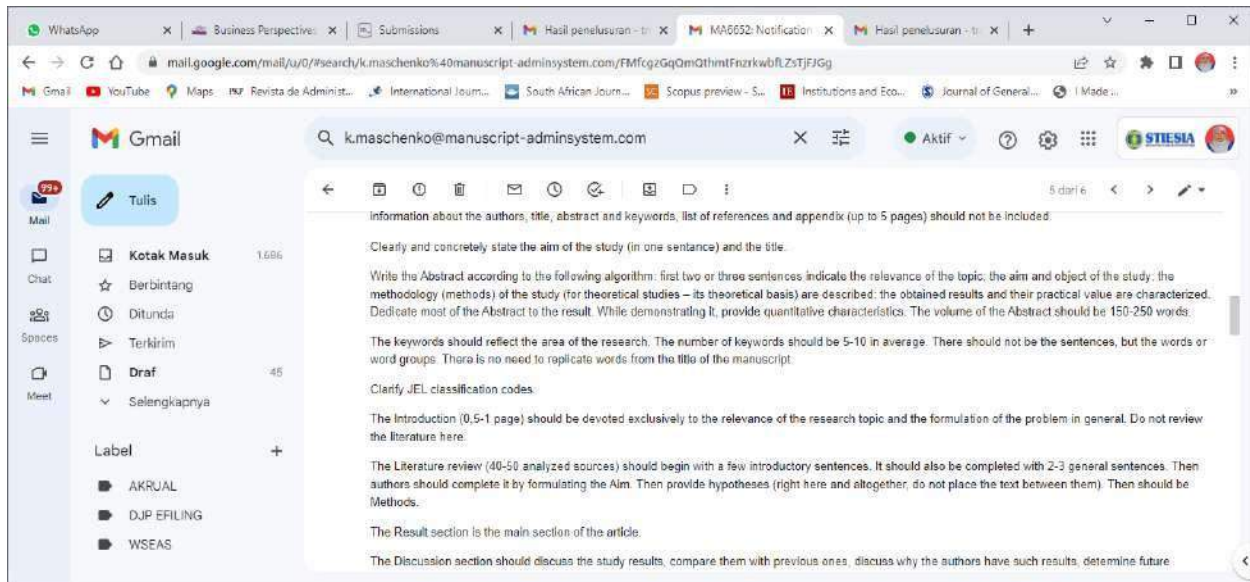 WhatsApp
Business Perspective
Submissions
Hasil penelusuran - tr
MA6652: Notification
Hasil penelusuran - tr
mail.google.com/mail/u/0/#search/k.maschenko%40manuscript-adminsystem.com/
Gmail
YouTube
Maps
Revista de Administ...
International Journ...
South African Journ...
Scopus preview - S...
Institutions and Eco...
Journal of General...
I Made ...
Gmail
k.maschenko@manuscript-adminsystem.com
Aktif
STIESIA
99+
Mail
Chat
Spaces
Meet
Tulis
Kotak Masuk 1.686
Berbintang
Ditunda
Terkirim
Draf 45
Selengkapnya
Label
AKRUAL
DJP EFILING
WSEAS
5 dari 6
information about the authors, title, abstract and keywords, list of references and appendix (up to 5 pages) should not be included.
Clearly and concretely state the aim of the study (in one sentance) and the title.
Write the Abstract according to the following algorithm: first two or three sentences indicate the relevance of the topic; the aim and object of the study; the
methodology (methods) of the study (for theoretical studies – its theoretical basis) are described; the obtained results and their practical value are characterized.
Dedicate most of the Abstract to the result. While demonstrating it, provide quantitative characteristics. The volume of the Abstract should be 150-250 words.
The keywords should reflect the area of the research. The number of keywords should be 5-10 in average. There should not be the sentences, but the words or
word groups. There is no need to replicate words from the title of the manuscript.
Clarify JEL classification codes.
The Introduction (0,5-1 page) should be devoted exclusively to the relevance of the research topic and the formulation of the problem in general. Do not review
the literature here.
The Literature review (40-50 analyzed sources) should begin with a few introductory sentences. It should also be completed with 2-3 general sentences. Then
authors should complete it by formulating the Aim. Then provide hypotheses (right here and altogether, do not place the text between them). Then should be
Methods.
The Result section is the main section of the article.
The Discussion section should discuss the study results, compare them with previous ones, discuss why the authors have such results, determine future